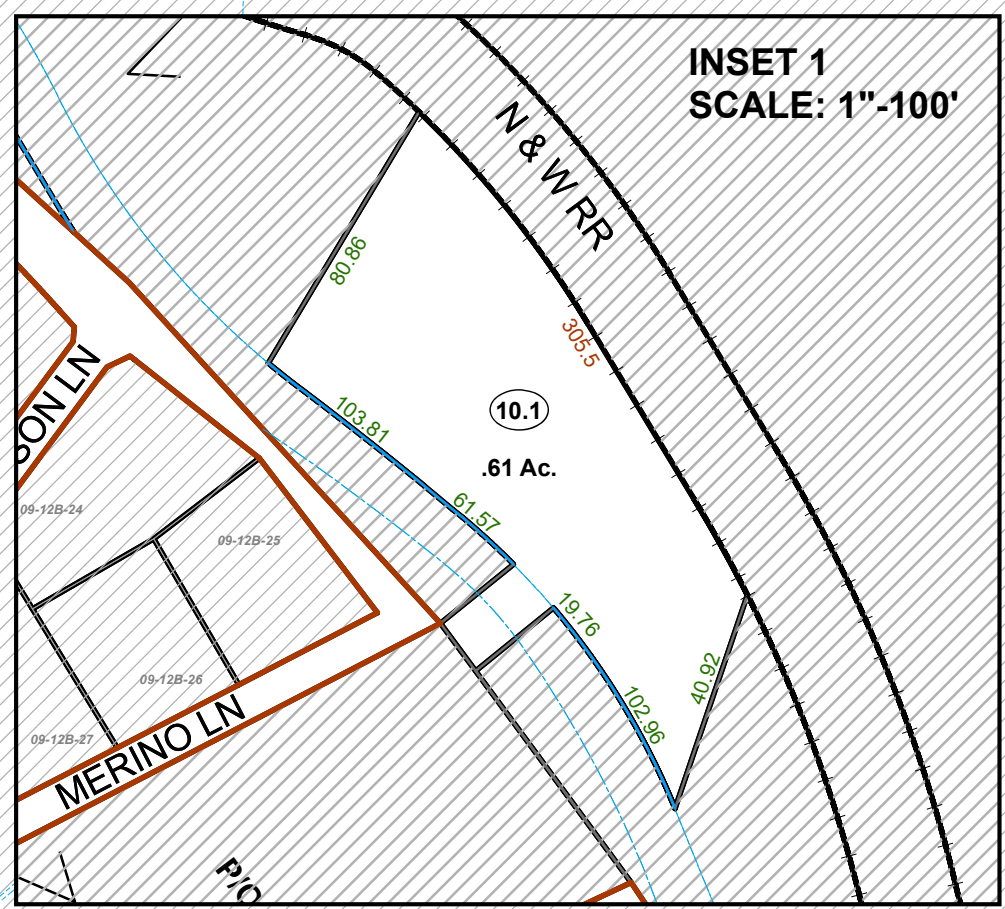 INSET 1
SCALE: 1"-100'
N & W RR
80.86
305.5
103.81
10.1
.61 Ac.
SON LN
61.57
09-12B-24
09-12B-25
19.76
40.92
09-12B-26
102.96
09-12B-27
MERINO LN
P/O